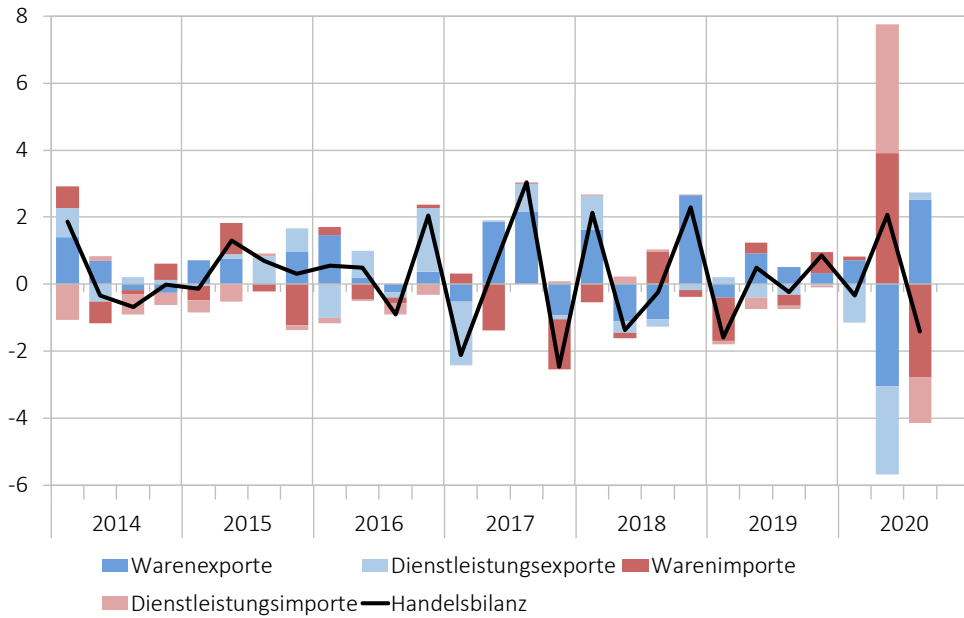 8
6
4
2
0
-2
-4
-6
2014 2015 2016 2017 2018 2019 2020
Warenexporte Dienstleistungsexporte Warenimporte
Dienstleistungsimporte Handelsbilanz